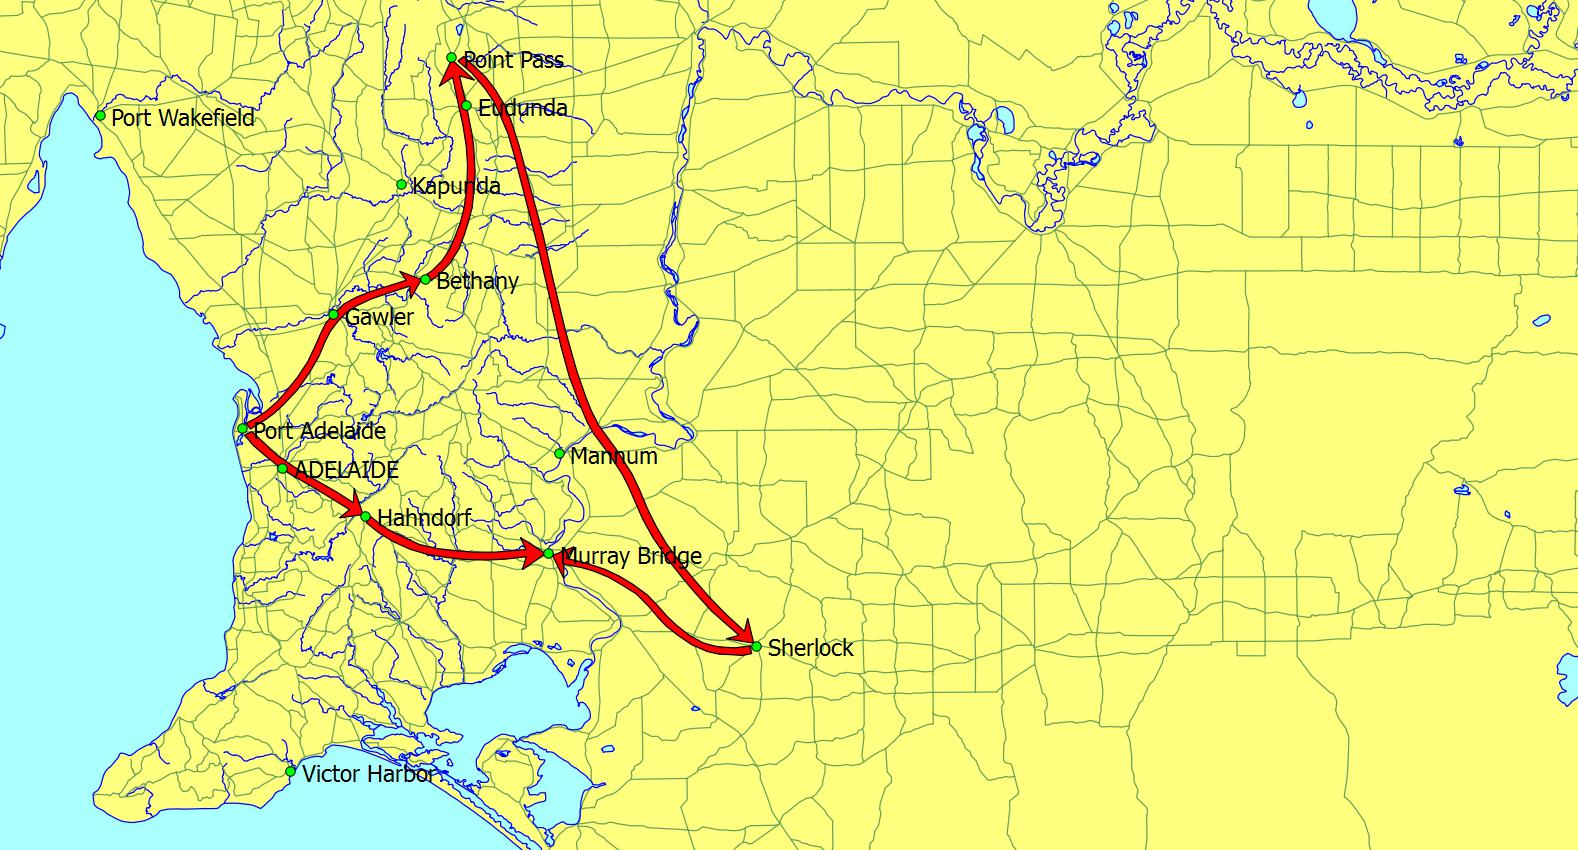 Point Pass
Eudunda
Port Wakefield
Kapunda
Bethany
Gawler
Port Adelaide
Mannum
ADELAIDE
Hahndorf
Murray Bridge
Sherlock
Victor Harbor